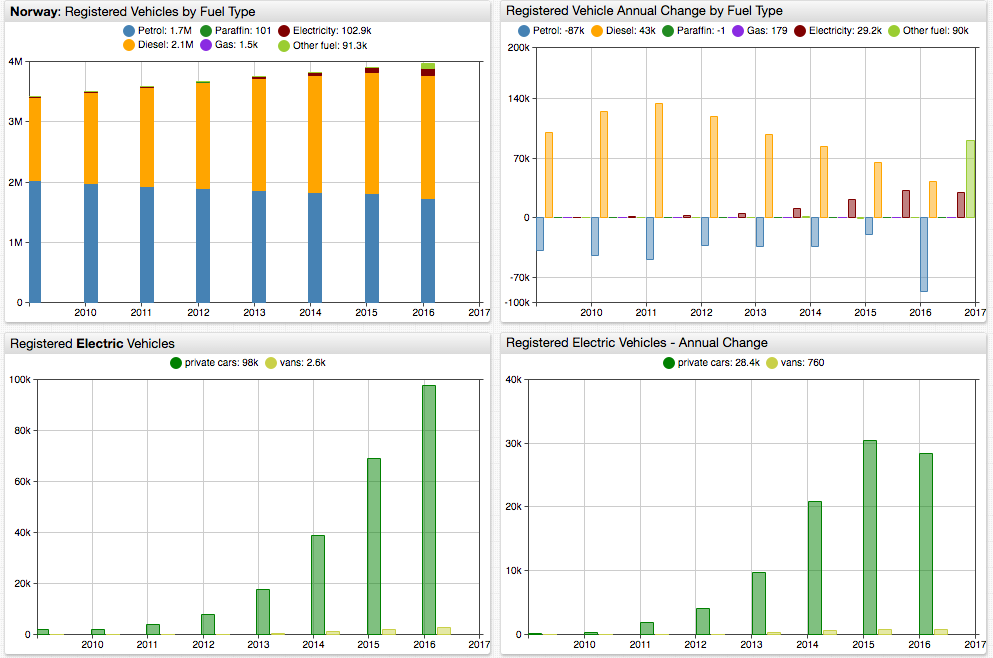 Norway: Registered Vehicles by Fuel Type
Petrol: 1.7M Paraffin: 101 Electricity: 102.9k
Diesel: 2.1M Gas: 1.5k Other fuel: 91.3k
4M
3M
2M
1M
0
2010 2011 2012 2013 2014 2015 2016 2017
Registered Vehicle Annual Change by Fuel Type
Petrol: -87k Diesel: 43k Paraffin: -1 Gas: 179 Electricity: 29.2k Other fuel: 90k
200k
140k
70k
0
-70k
-100k
2010 2011 2012 2013 2014 2015 2016 2017
Registered Electric Vehicles
private cars: 98k vans: 2.6k
100k
80k
60k
40k
20k
0
2010 2011 2012 2013 2014 2015 2016 2017
Registered Electric Vehicles - Annual Change
private cars: 28.4k vans: 760
40k
30k
20k
10k
0
2010 2011 2012 2013 2014 2015 2016 2017